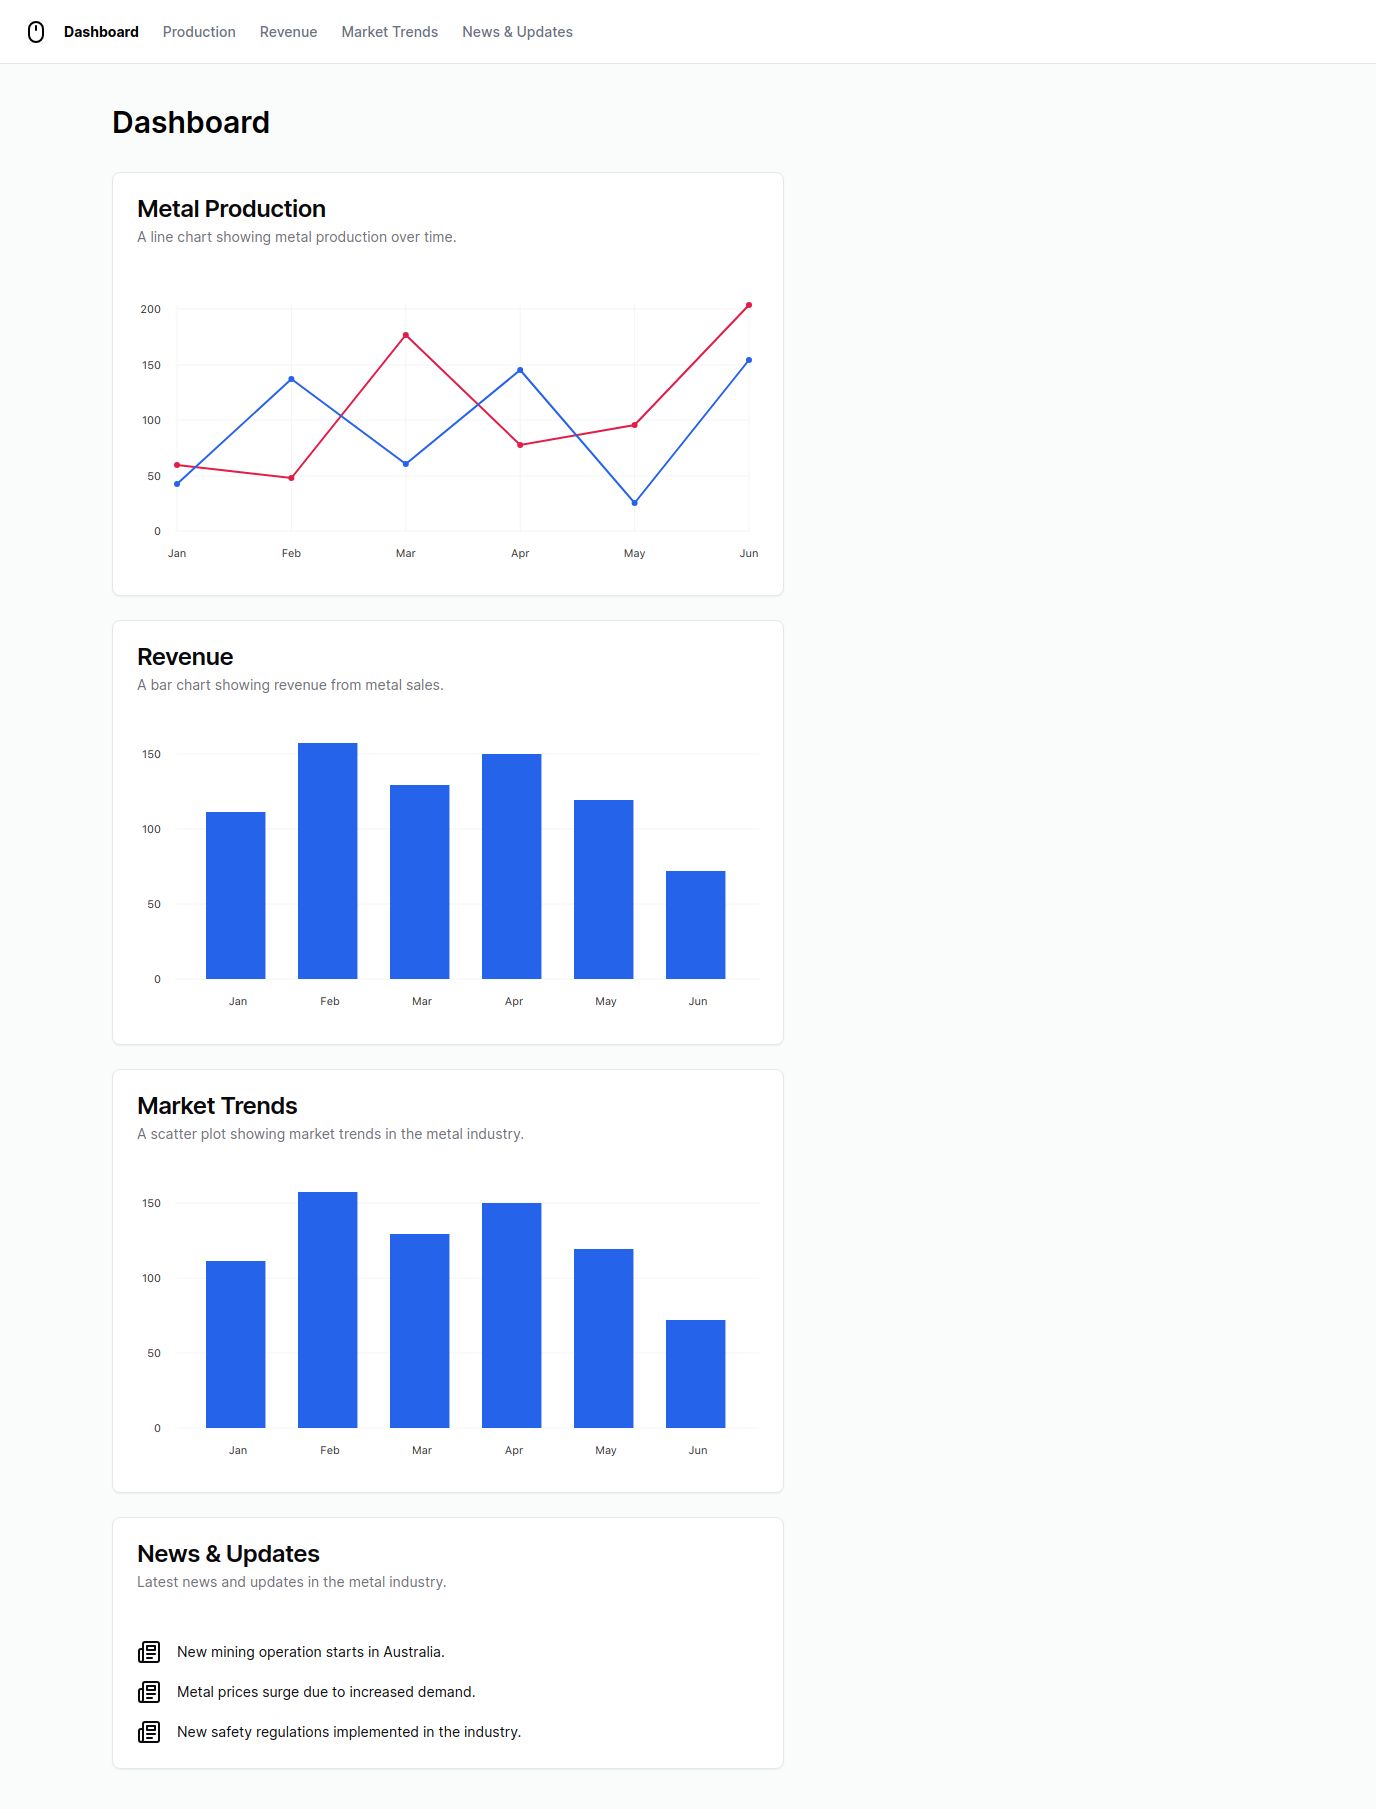 Dashboard Production Revenue Market Trends News & Updates
Dashboard
Metal Production
A line chart showing metal production over time.
200
150
100
50
0
Jan Feb Mar Apr May Jun
Revenue
A bar chart showing revenue from metal sales.
150
100
50
0
Jan Feb Mar Apr May Jun
Market Trends
A scatter plot showing market trends in the metal industry.
150
100
50
0
Jan Feb Mar Apr May Jun
News & Updates
Latest news and updates in the metal industry.
New mining operation starts in Australia.
Metal prices surge due to increased demand.
New safety regulations implemented in the industry.